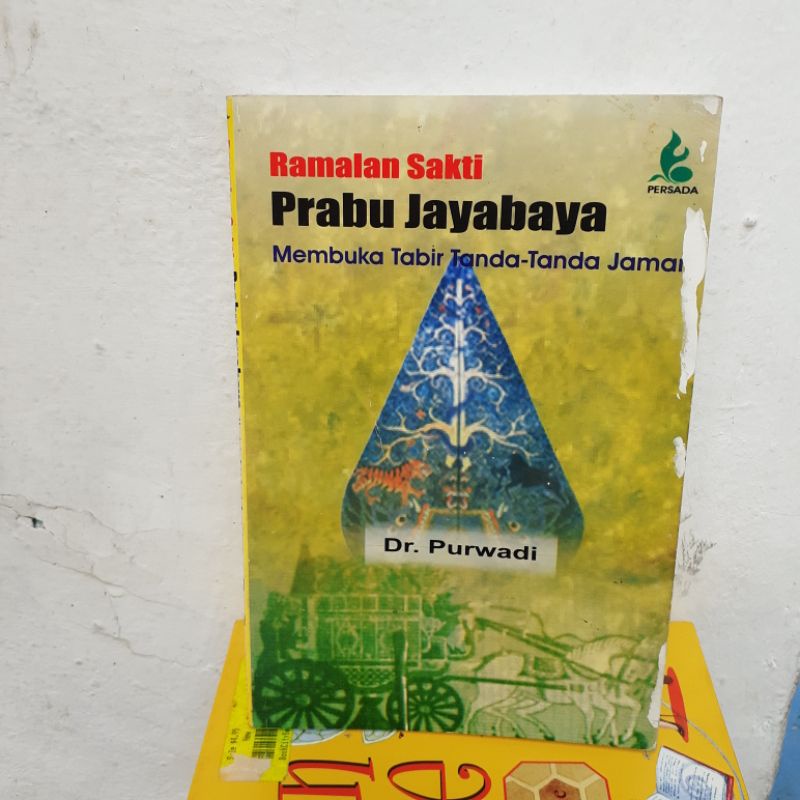 Ramalan Sakti
Prabu Jayabaya
Membuka Tabir Tanda-Tanda Jaman
PERSADA
Dr. Purwadi